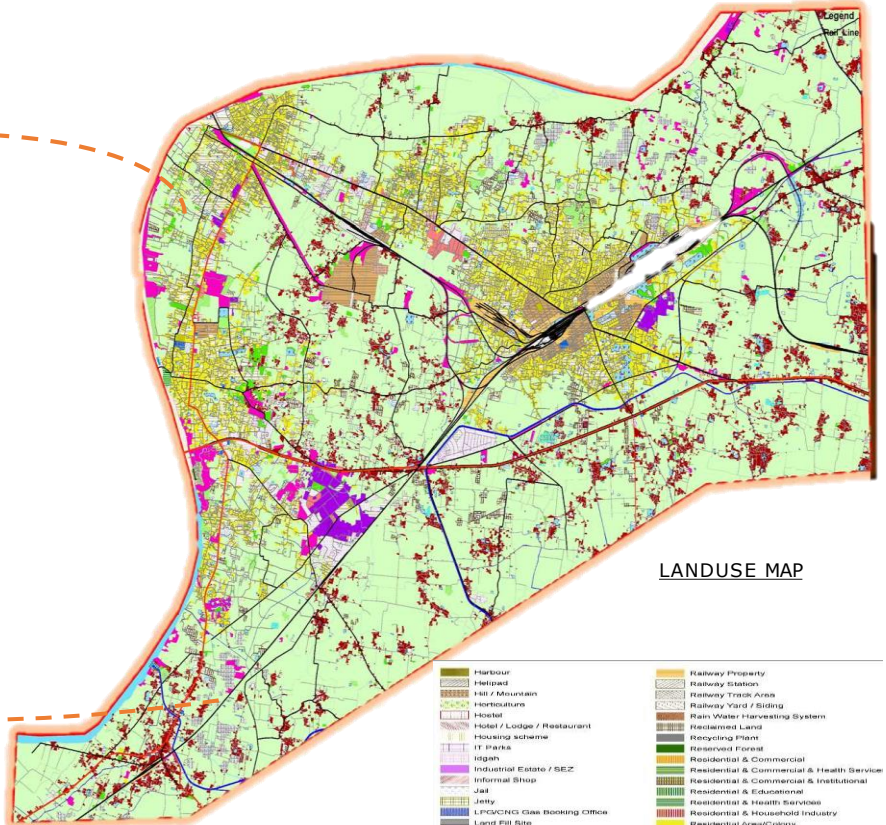 Legend
Rail Line
LANDUSE MAP
Harbour
Helipad
Hill / Mountain
Horticulture
Hostel
Hotel / Lodge / Restaurant
Housing scheme
IT Parks
Idgah
Industrial Estate / SEZ
Informal Shop
Jail
Jetty
LPG/CNG Gas Booking Office
Land Fill Site
Railway Property
Railway Station
Railway Track Area
Railway Yard / Siding
Rain Water Harvesting System
Reclaimed Land
Recycling Plant
Reserved Forest
Residential & Commercial
Residential & Commercial & Health Services
Residential & Commercial & Institutional
Residential & Educational
Residential & Health Services
Residential & Household Industry
Residential Area/Colony